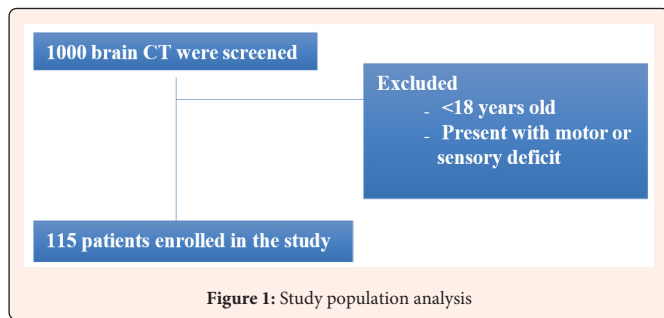 1000 brain CT were screened
Excluded
- <18 years old
- Present with motor or
sensory deficit
115 patients enrolled in the study
Figure 1: Study population analysis